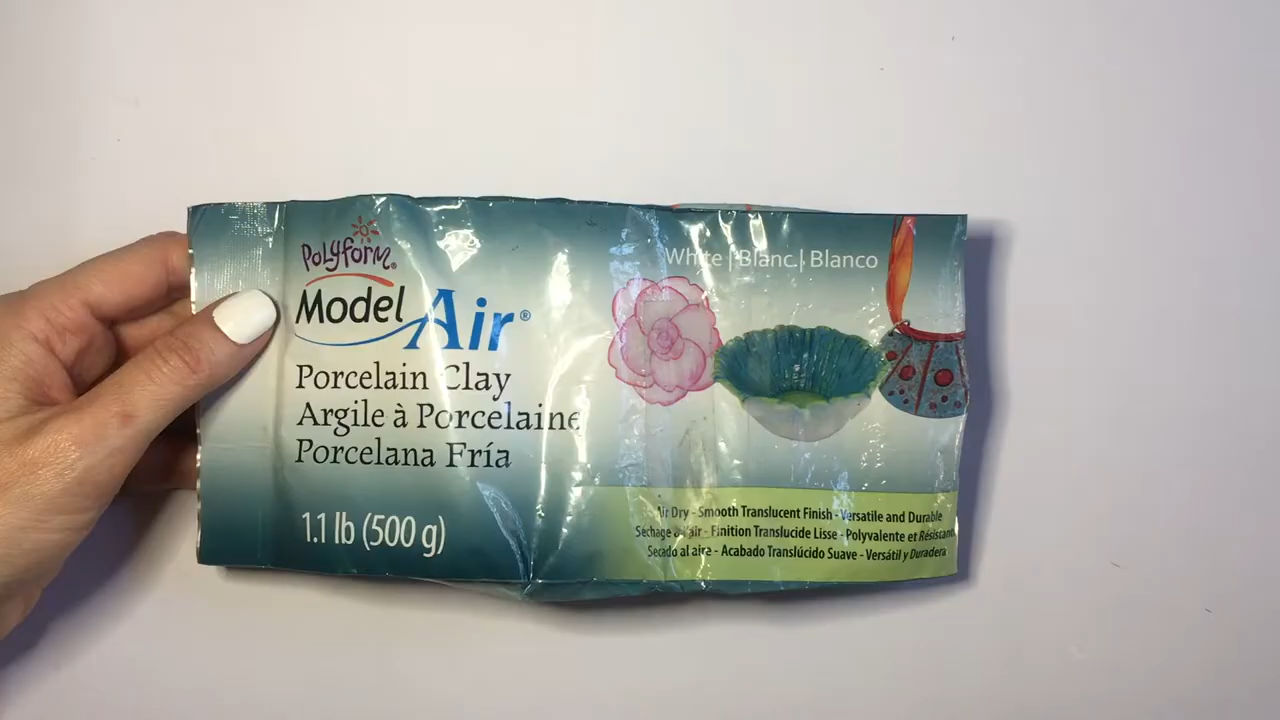 Polyform®
Model Air®
Porcelain Clay
Argile à Porcelaine
Porcelana Fría
1.1 lb (500 g)
White | Blanc | Blanco
Air Dry - Smooth Translucent Finish - Versatile and Durable
Séchage à l'air - Finition Translucide Lisse - Polyvalente et Résistant
Secado al aire - Acabado Translúcido Suave - Versátil y Duradera